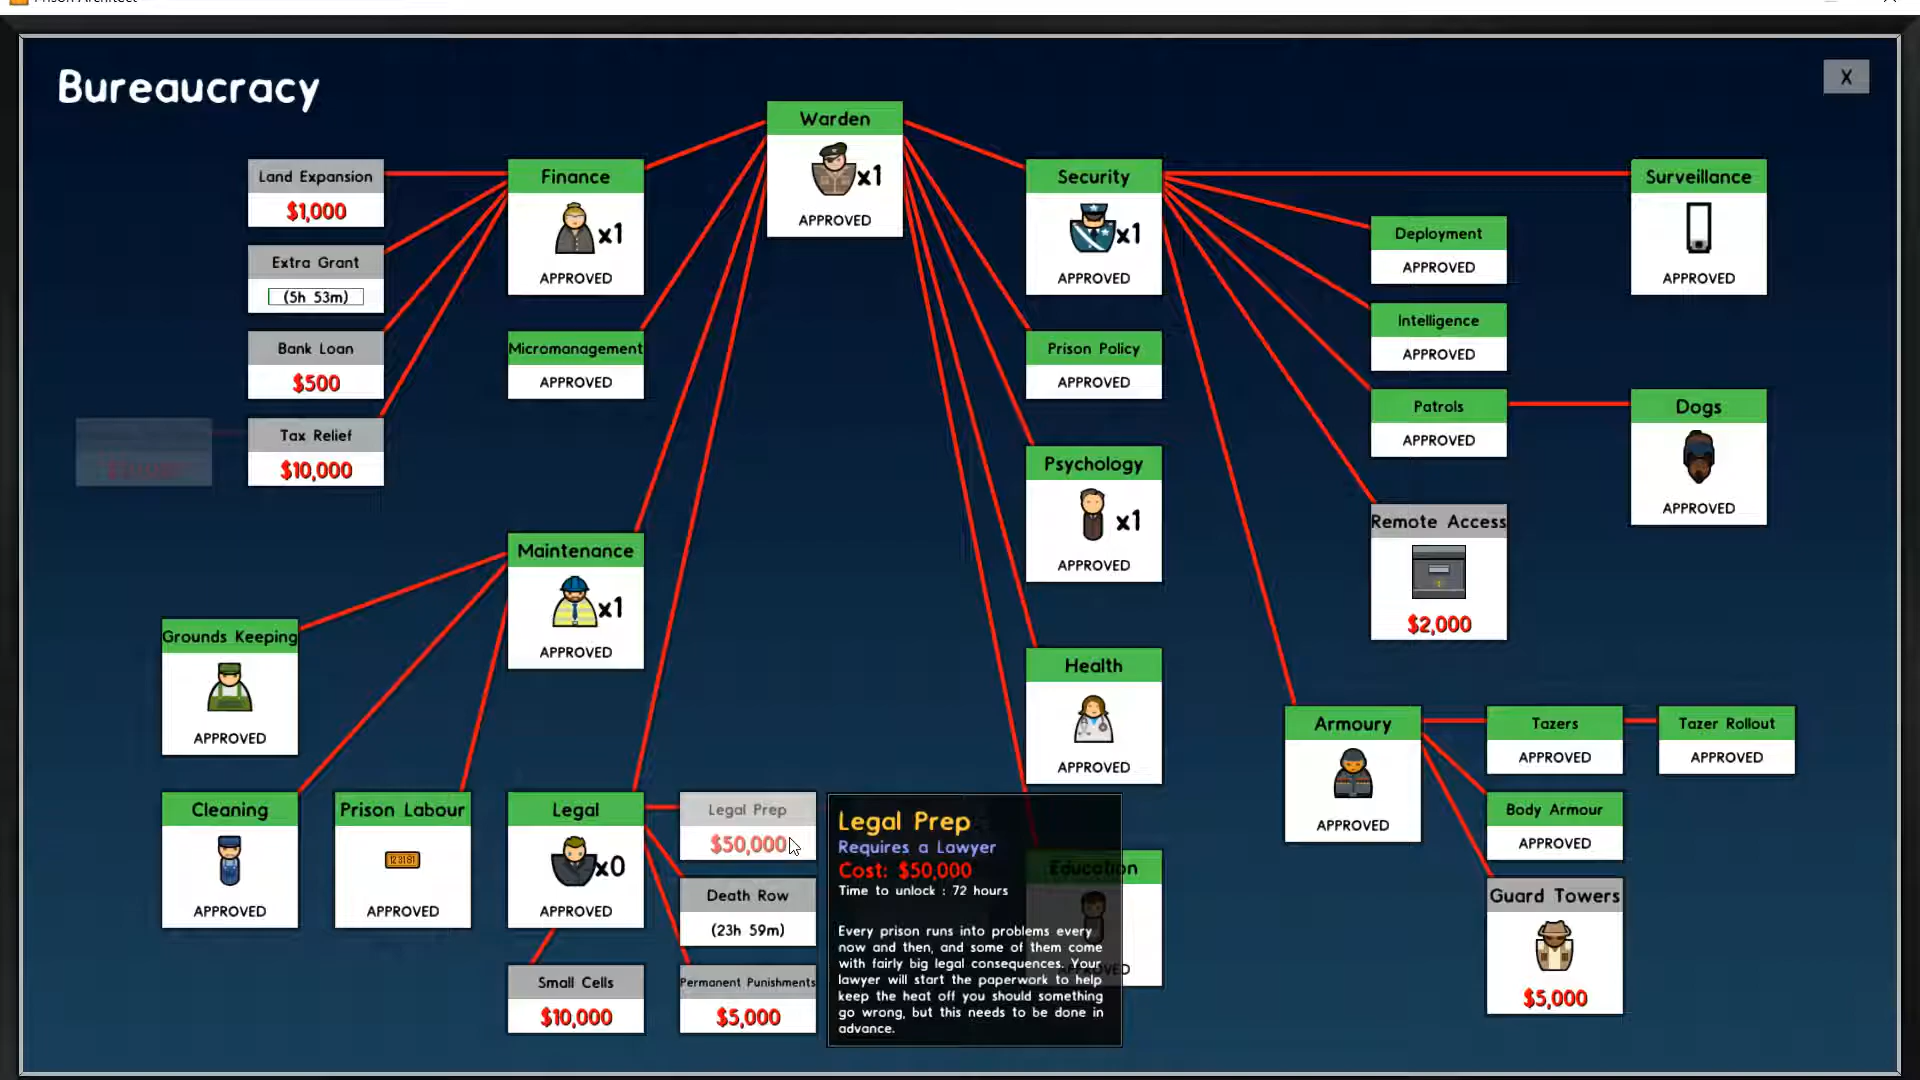 Bureaucracy
X
Warden
x1
APPROVED
Land Expansion
$1,000
Finance
x1
APPROVED
Security
x1
APPROVED
Surveillance
APPROVED
Extra Grant
(5h 53m)
Deployment
APPROVED
Bank Loan
$500
Micromanagement
APPROVED
Prison Policy
APPROVED
Intelligence
APPROVED
Tax Relief
$10,000
Patrols
APPROVED
Dogs
APPROVED
Psychology
x1
APPROVED
Remote Access
$2,000
Maintenance
x1
APPROVED
Grounds Keeping
APPROVED
Health
APPROVED
Armoury
APPROVED
Tazers
APPROVED
Tazer Rollout
APPROVED
Cleaning
APPROVED
Prison Labour
123181
APPROVED
Legal
x0
APPROVED
Legal Prep
$50,000
Body Armour
APPROVED
Death Row
(23h 59m)
Education
APPROVED
Guard Towers
$5,000
Small Cells
$10,000
Permanent Punishments
$5,000
Legal Prep
Requires a Lawyer
Cost: $50,000
Time to unlock : 72 hours
Every prison runs into problems every
now and then, and some of them come
with fairly big legal consequences. Your
lawyer will start the paperwork to help
keep the heat off you should something
go wrong, but this needs to be done in
advance.